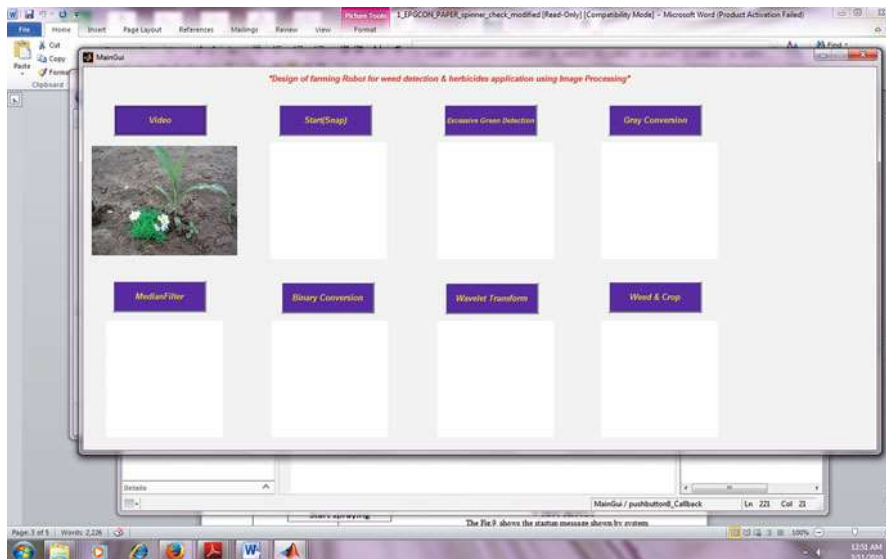 Picture Tools
1_EPGCON_PAPER_spinner_check_modified [Read-Only] [Compatibility Mode] - Microsoft Word (Product Activation Failed)
File Home Insert Page Layout References Mailings Review View Format
Cut
Copy
Paste
Clipboard
Find
MainGui
"Design of farming Robot for weed detection & herbicides application using Image Processing"
Video Start(Snap) Excessive Green Detection Gray Conversion
MedianFilter Binary Conversion Wavelet Transform Weed & Crop
Details
MainGui / pushbutton8_Callback Ln 221 Col 21
Start spraying
The Fig.9. shows the startup message shown by system
Page: 3 of 5 Words: 2,226 100%
12:51 AM